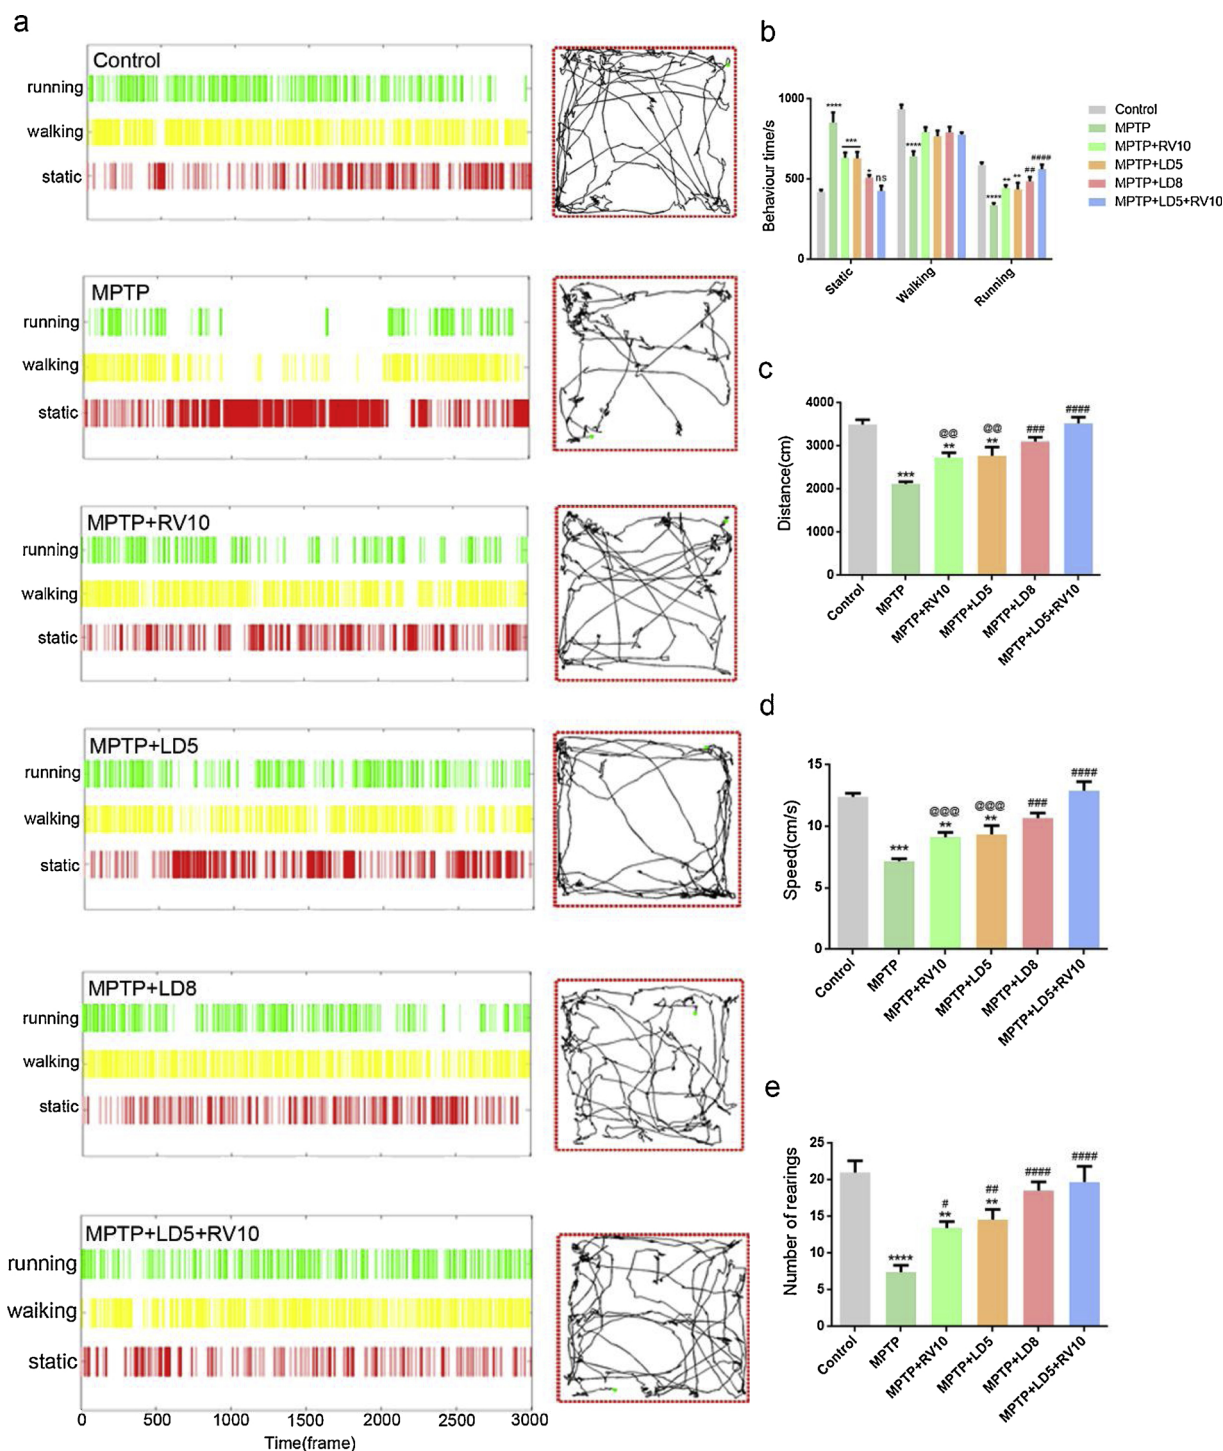 a
Control
running
walking
static
MPTP
running
walking
static
MPTP+RV10
running
walking
static
MPTP+LD5
running
walking
static
MPTP+LD8
running
walking
static
MPTP+LD5+RV10
running
waiking
static
0 500 1000 1500 2000 2500 3000
Time(frame)
b
Behaviour time/s
1000
500
0
**** *** * ns
****
**** ** ** ## ####
Static Walking Running
Control
MPTP
MPTP+RV10
MPTP+LD5
MPTP+LD8
MPTP+LD5+RV10
c
Distance(cm)
4000
3000
2000
1000
0
*** @@ ** @@ ** ### ####
Control MPTP MPTP+RV10 MPTP+LD5 MPTP+LD8 MPTP+LD5+RV10
d
Speed(cm/s)
15
10
5
0
*** @@@ ** @@@ ** ### ####
Control MPTP MPTP+RV10 MPTP+LD5 MPTP+LD8 MPTP+LD5+RV10
e
Number of rearings
25
20
15
10
5
0
**** # ** ## ** #### ####
Control MPTP MPTP+RV10 MPTP+LD5 MPTP+LD8 MPTP+LD5+RV10